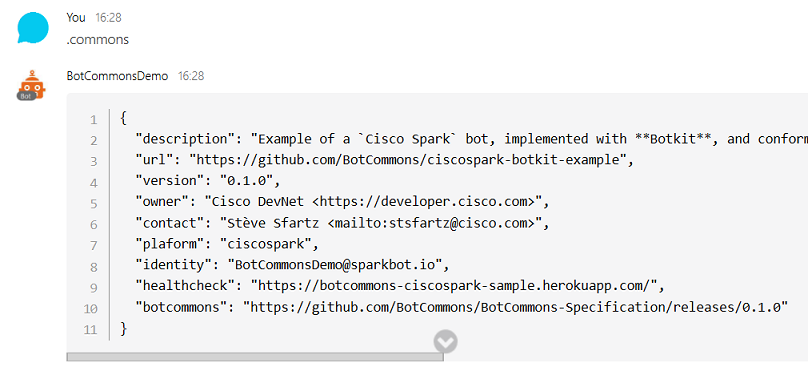 You 16:28
.commons
BotCommonsDemo 16:28
Bot
1 {
2 "description": "Example of a `Cisco Spark` bot, implemented with **Botkit**, and conform
3 "url": "https://github.com/BotCommons/ciscospark-botkit-example",
4 "version": "0.1.0",
5 "owner": "Cisco DevNet <https://developer.cisco.com>",
6 "contact": "Stève Sfartz <mailto:stsfartz@cisco.com>",
7 "plaform": "ciscospark",
8 "identity": "BotCommonsDemo@sparkbot.io",
9 "healthcheck": "https://botcommons-ciscospark-sample.herokuapp.com/",
10 "botcommons": "https://github.com/BotCommons/BotCommons-Specification/releases/0.1.0"
11 }